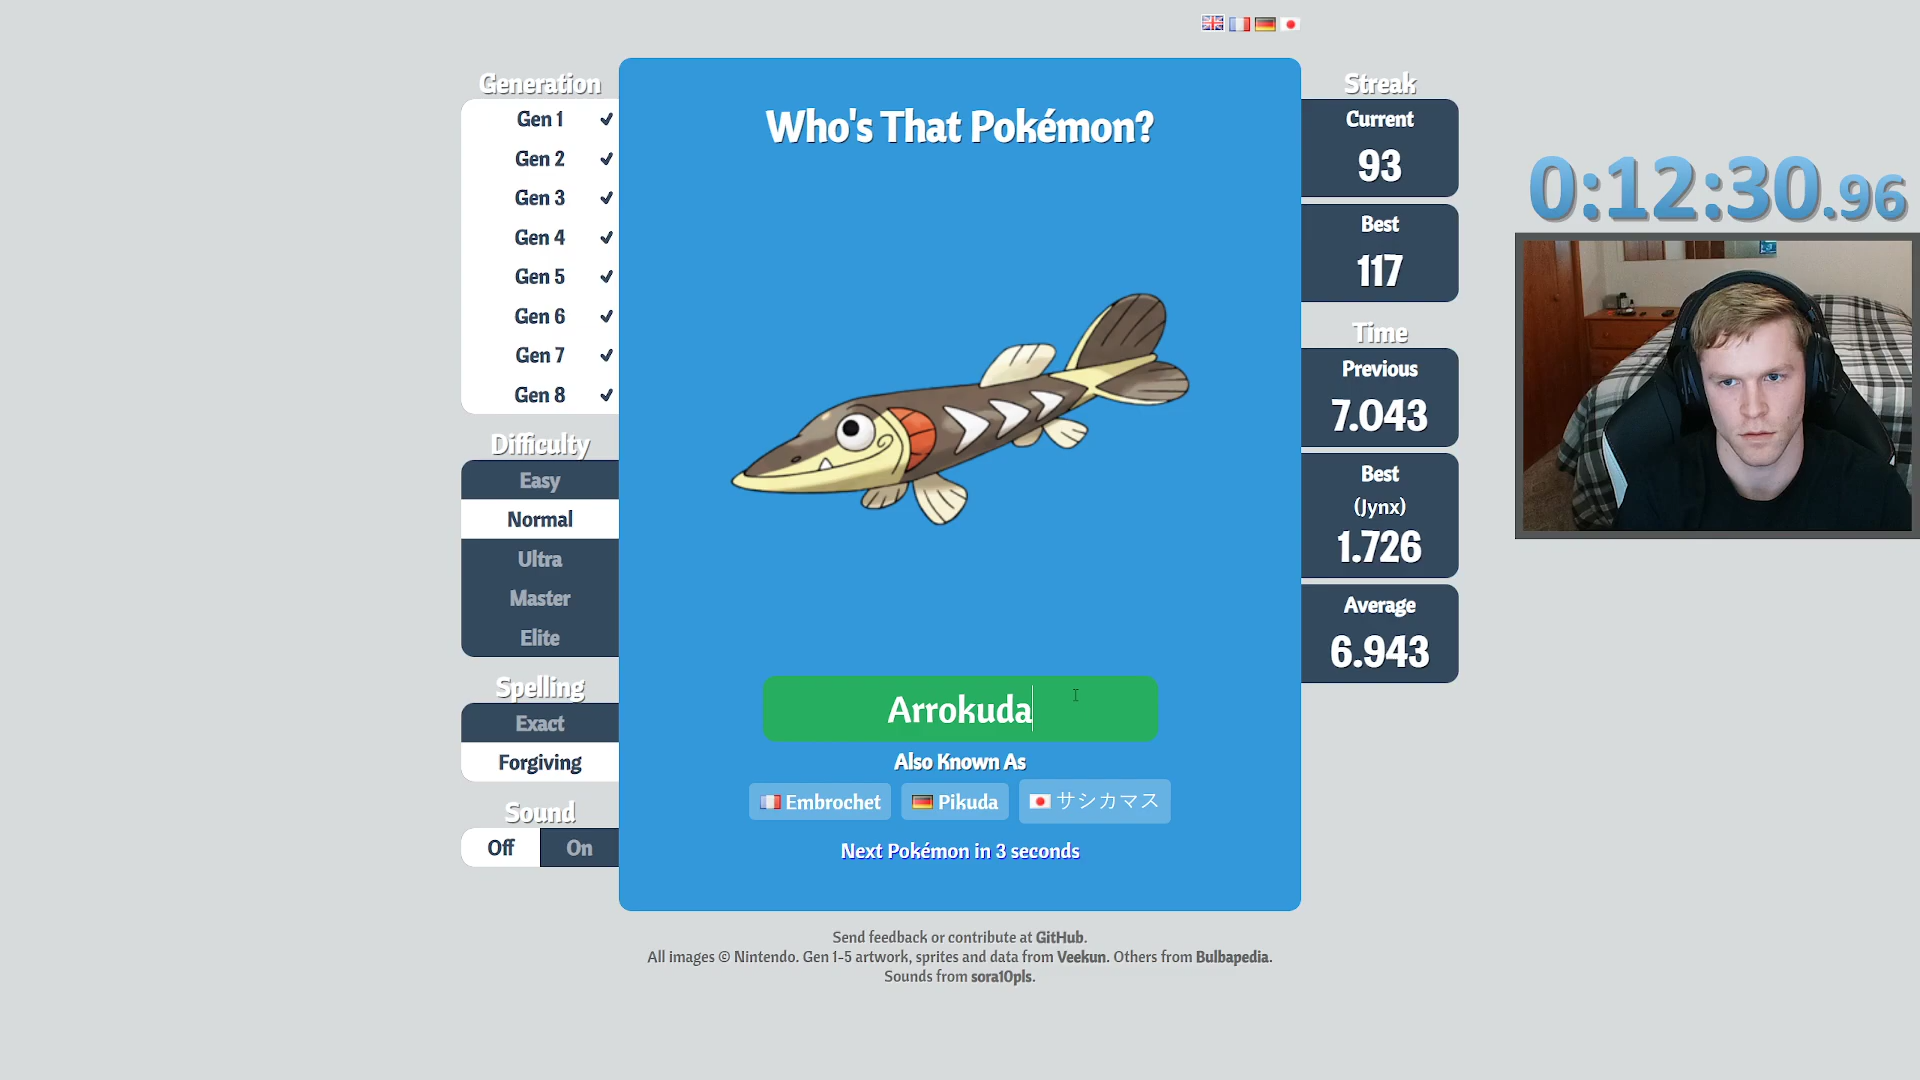 Generation
Gen 1
Gen 2
Gen 3
Gen 4
Gen 5
Gen 6
Gen 7
Gen 8
Difficulty
Easy
Normal
Ultra
Master
Elite
Spelling
Exact
Forgiving
Sound
Off On
Who's That Pokémon?
Arrokuda
Also Known As
Embrochet Pikuda サシカマス
Next Pokémon in 3 seconds
Streak
Current
93
Best
117
Time
Previous
7.043
Best
(Jynx)
1.726
Average
6.943
0:12:30.96
Send feedback or contribute at GitHub.
All images © Nintendo. Gen 1-5 artwork, sprites and data from Veekun. Others from Bulbapedia.
Sounds from sora10pls.